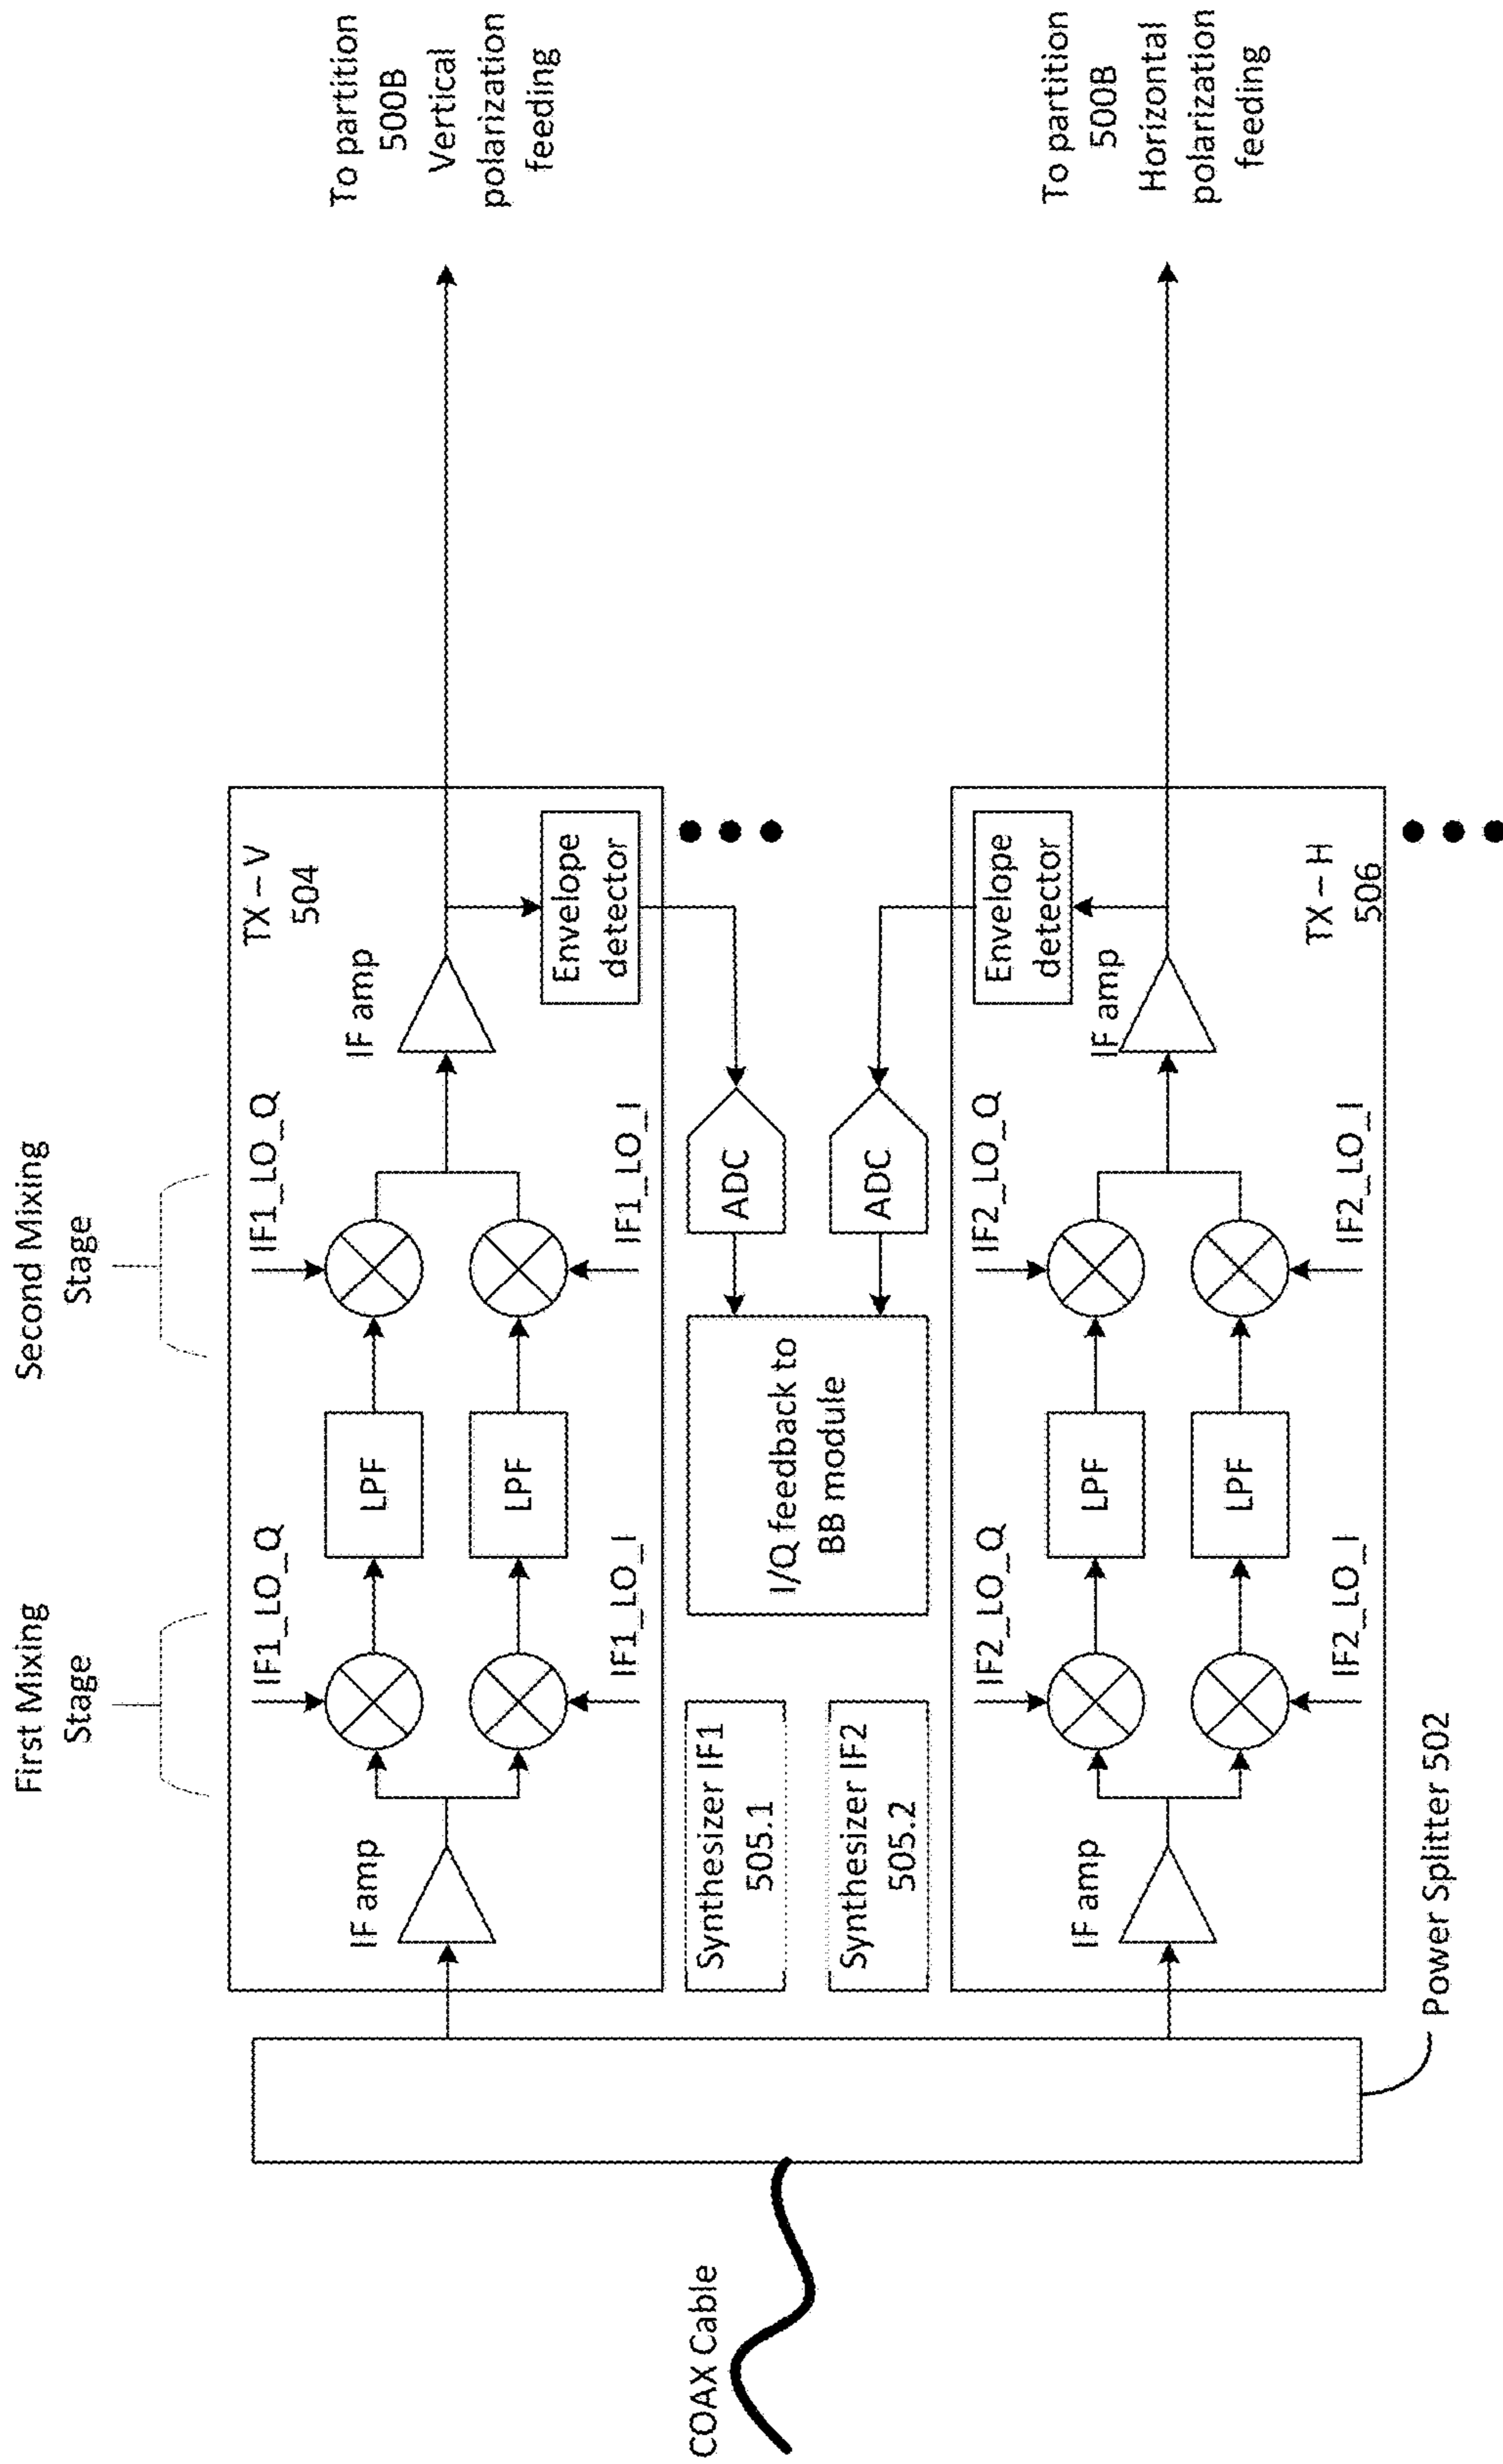 First Mixing
Stage
Second Mixing
Stage
TX – V
504
IF amp
IF1_LO_Q
IF1_LO_I
LPF
LPF
IF1_LO_Q
IF1_LO_I
IF amp
Envelope
detector
To partition
500B
Vertical
polarization
feeding
COAX Cable
Synthesizer IF1
505.1
Synthesizer IF2
505.2
I/Q feedback to
BB module
ADC
ADC
IF amp
IF2_LO_Q
IF2_LO_I
LPF
LPF
IF2_LO_Q
IF2_LO_I
IF amp
Envelope
detector
TX – H
506
To partition
500B
Horizontal
polarization
feeding
Power Splitter 502